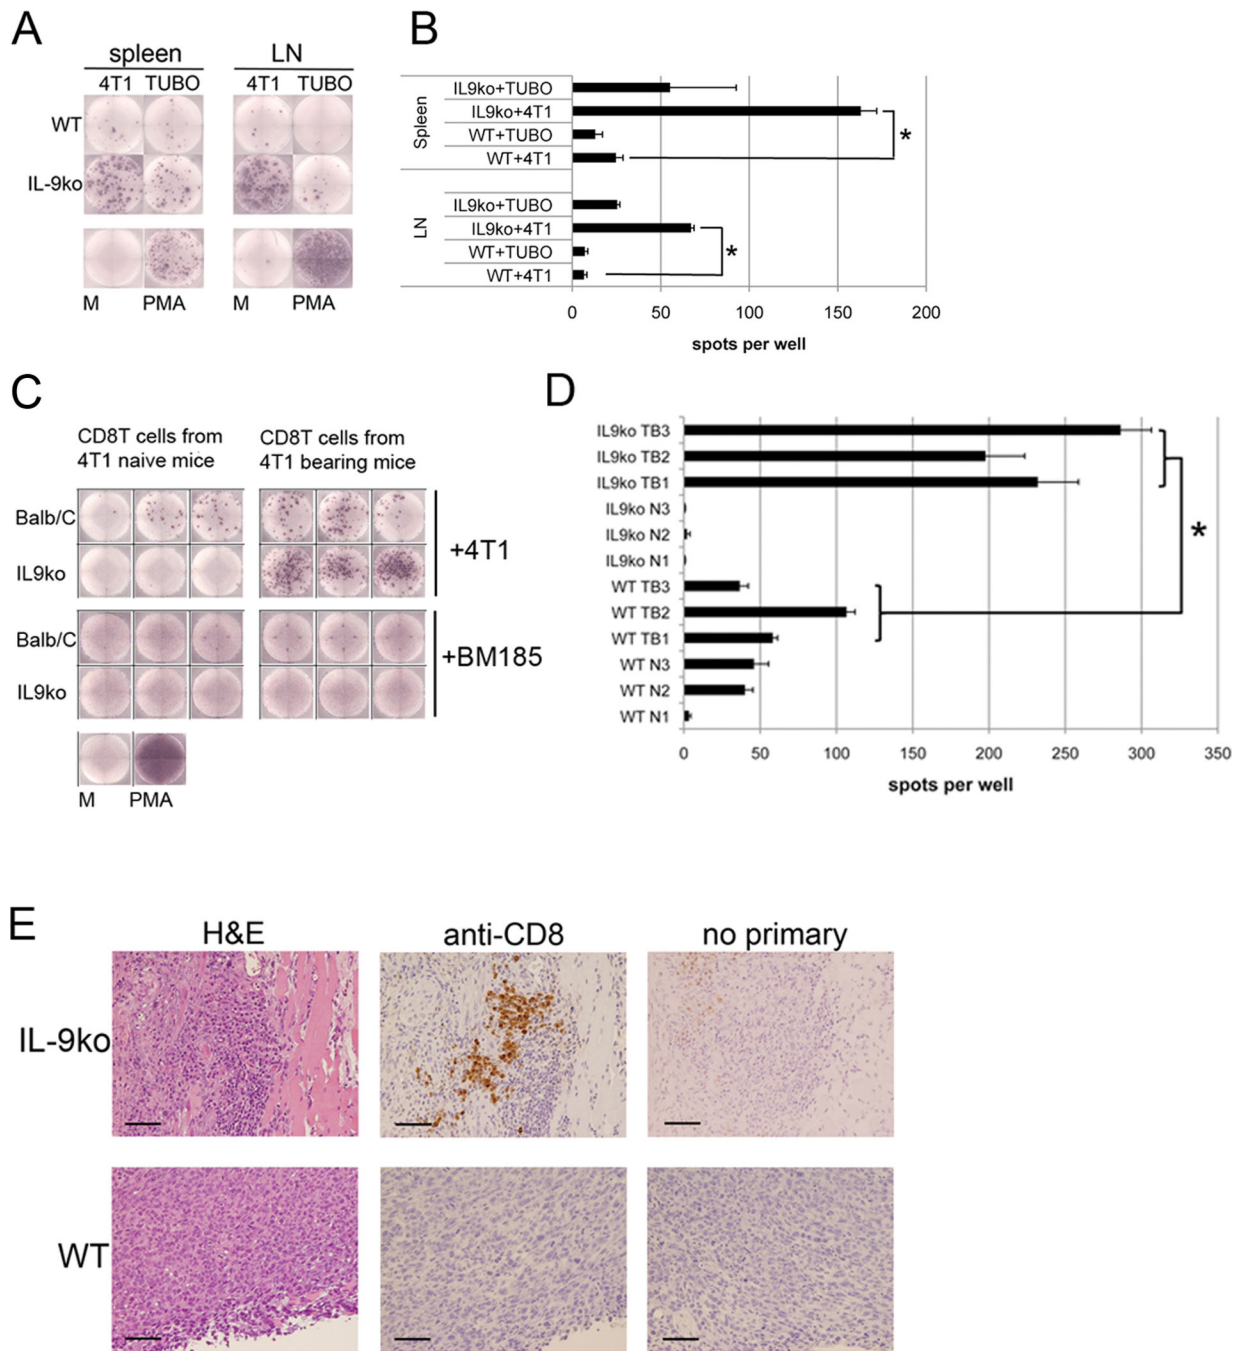 A
spleen LN
4T1 TUBO 4T1 TUBO
WT
IL-9ko
M PMA M PMA
B
Spleen
IL9ko+TUBO
IL9ko+4T1
WT+TUBO
WT+4T1
*
LN
IL9ko+TUBO
IL9ko+4T1
WT+TUBO
WT+4T1
*
0 50 100 150 200
spots per well
C
CD8T cells from CD8T cells from
4T1 naive mice 4T1 bearing mice
Balb/C
IL9ko
+4T1
Balb/C
IL9ko
+BM185
M PMA
D
IL9ko TB3
IL9ko TB2
IL9ko TB1
IL9ko N3
IL9ko N2
IL9ko N1
WT TB3
WT TB2
WT TB1
WT N3
WT N2
WT N1
*
0 50 100 150 200 250 300 350
spots per well
E
H&E anti-CD8 no primary
IL-9ko
WT